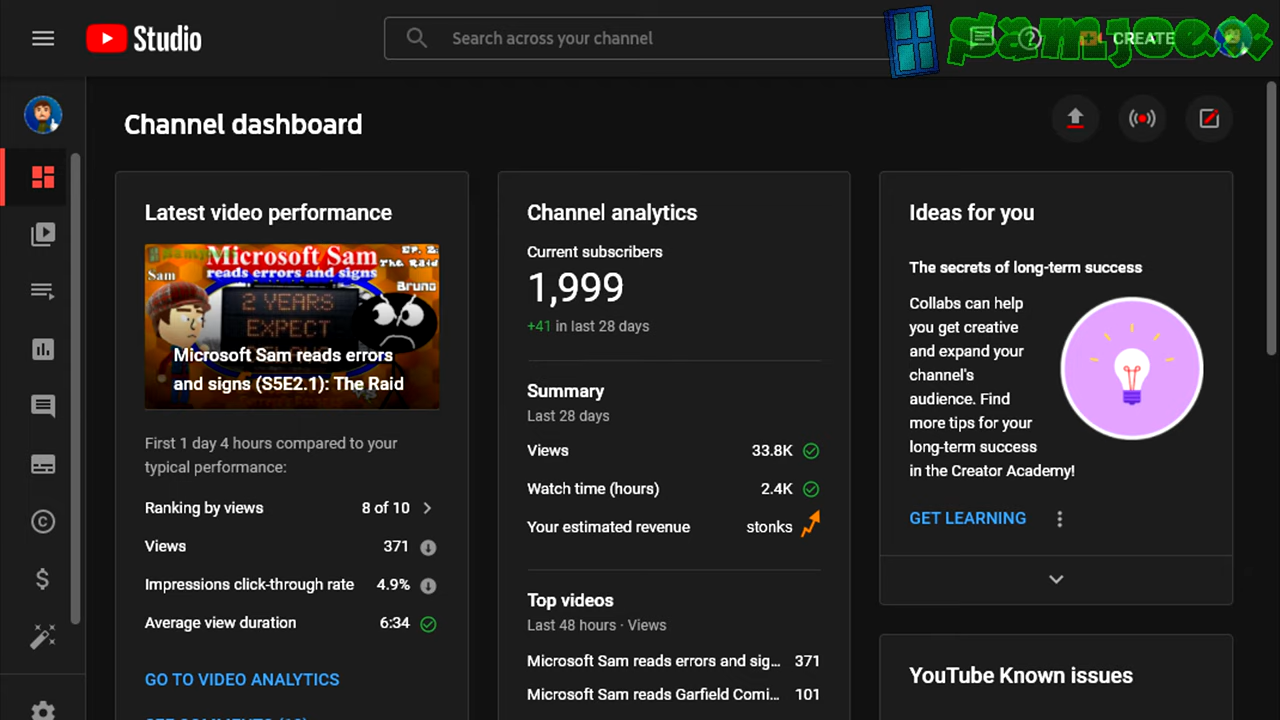 Studio
Search across your channel
CREATE
Samjoex
Channel dashboard
Latest video performance
Microsoft Sam
reads errors and signs
EP. 2:
The Raid
Sam
Bruno
2 YEARS
EXPECT
Microsoft Sam reads errors
and signs (S5E2.1): The Raid
First 1 day 4 hours compared to your
typical performance:
Ranking by views 8 of 10
Views 371
Impressions click-through rate 4.9%
Average view duration 6:34
GO TO VIDEO ANALYTICS
Channel analytics
Current subscribers
1,999
+41 in last 28 days
Summary
Last 28 days
Views 33.8K
Watch time (hours) 2.4K
Your estimated revenue stonks
Top videos
Last 48 hours · Views
Microsoft Sam reads errors and sig... 371
Microsoft Sam reads Garfield Comi... 101
Ideas for you
The secrets of long-term success
Collabs can help
you get creative
and expand your
channel's
audience. Find
more tips for your
long-term success
in the Creator Academy!
GET LEARNING
YouTube Known issues